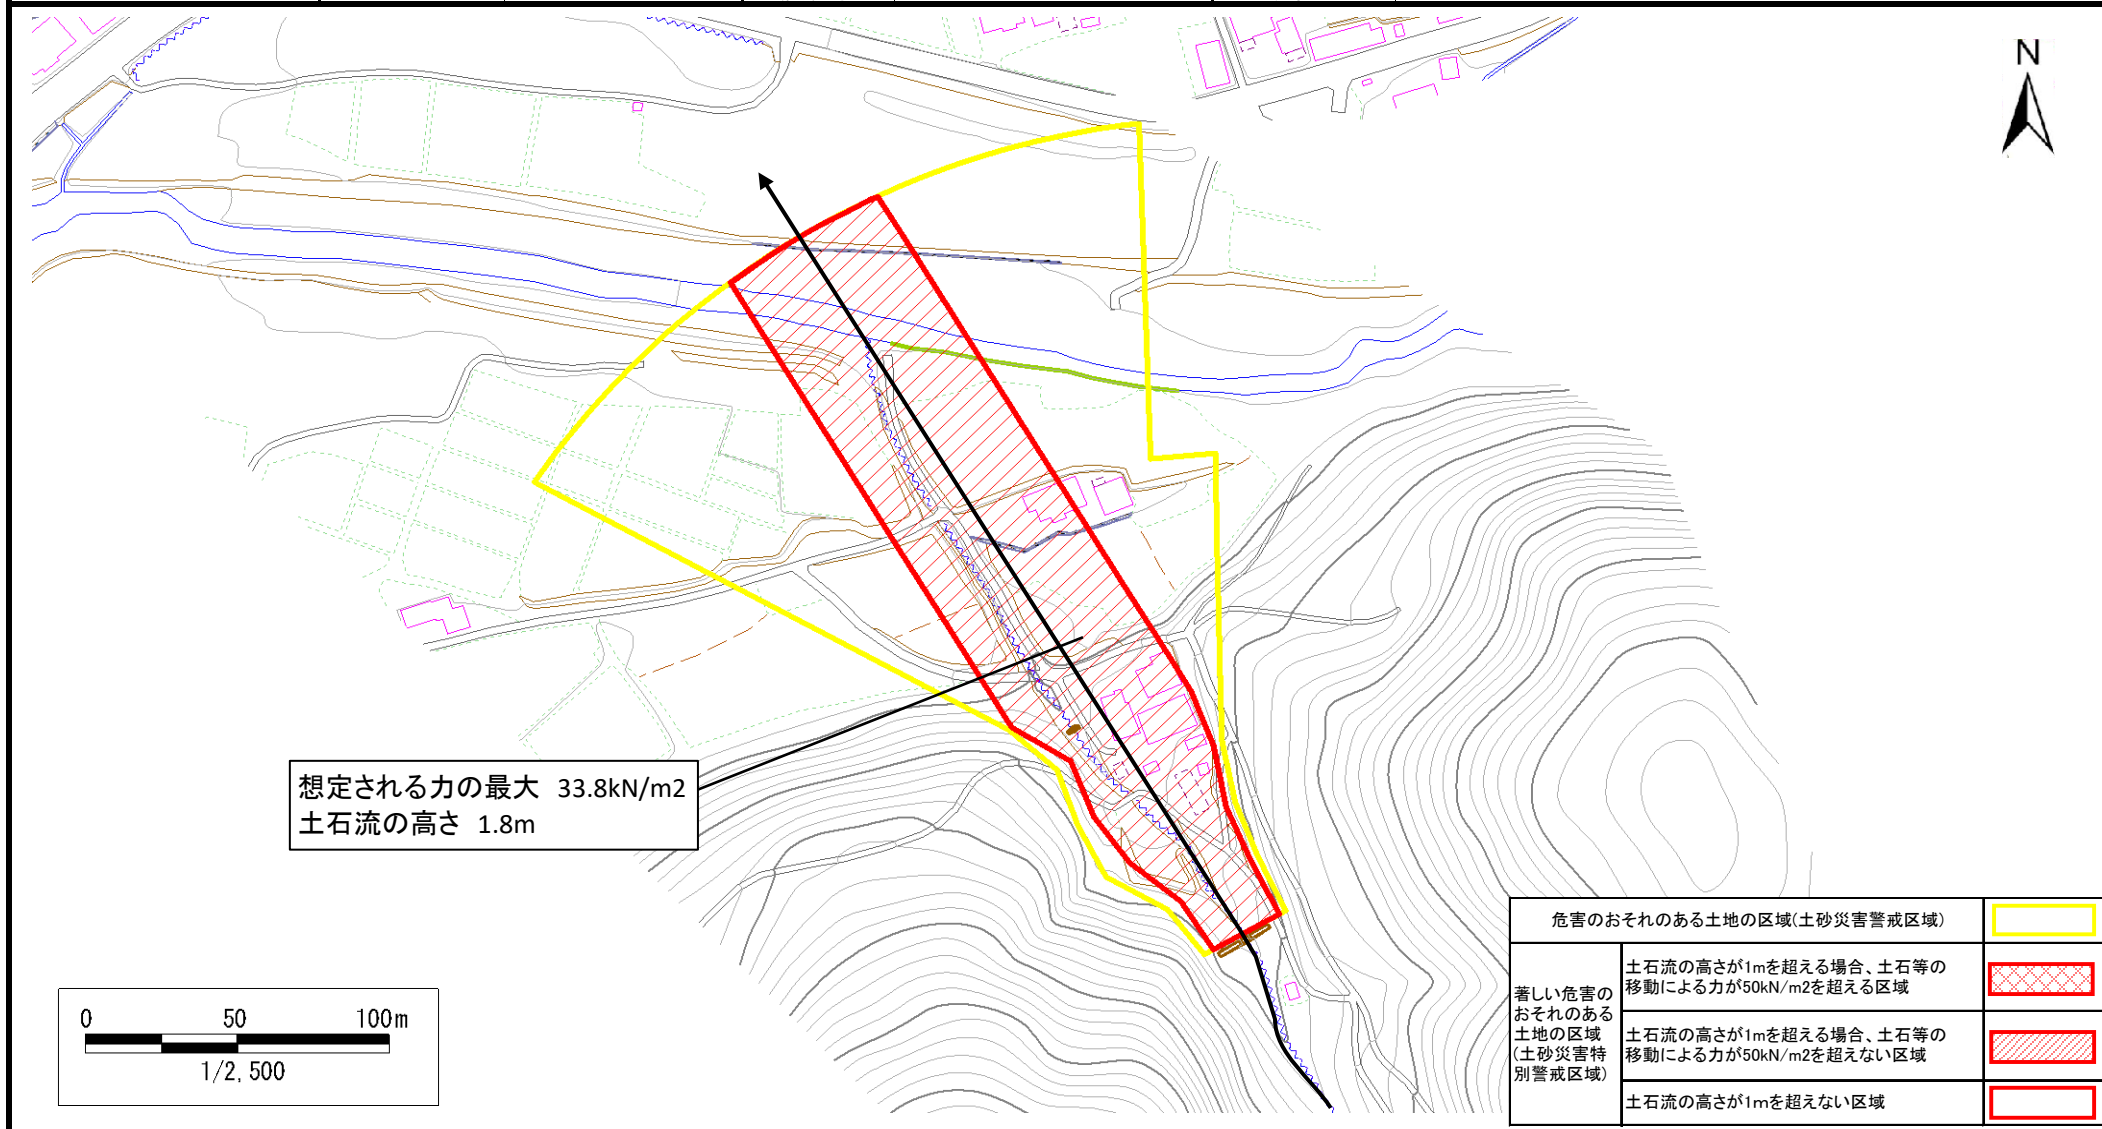 N
想定される力の最大 33.8kN/m2
土石流の高さ 1.8m
0 50 100m
1/2,500
危害のおそれのある土地の区域(土砂災害警戒区域)
著しい危害の
おそれのある
土地の区域
(土砂災害特
別警戒区域)
土石流の高さが1mを超える場合、土石等の
移動による力が50kN/m2を超える区域
土石流の高さが1mを超える場合、土石等の
移動による力が50kN/m2を超えない区域
土石流の高さが1mを超えない区域